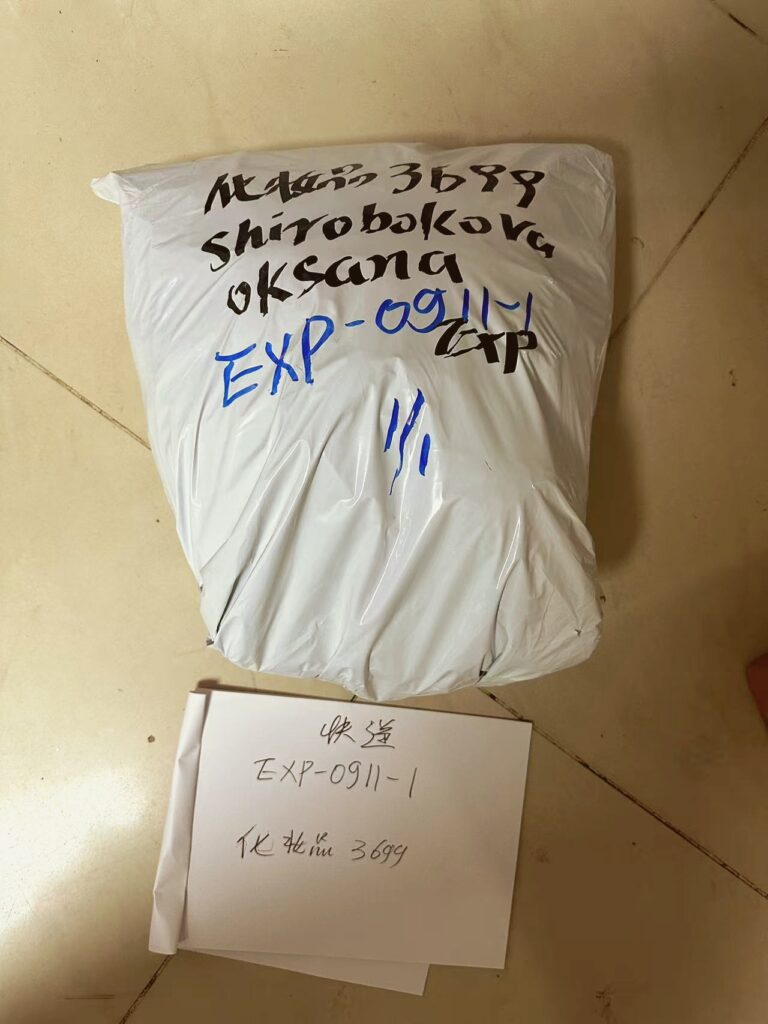 化妆品 3699
Shirobokova
oksana
EXP-0911-1
Exp
1/1
快递
EXP-0911-1
化妆品 3699